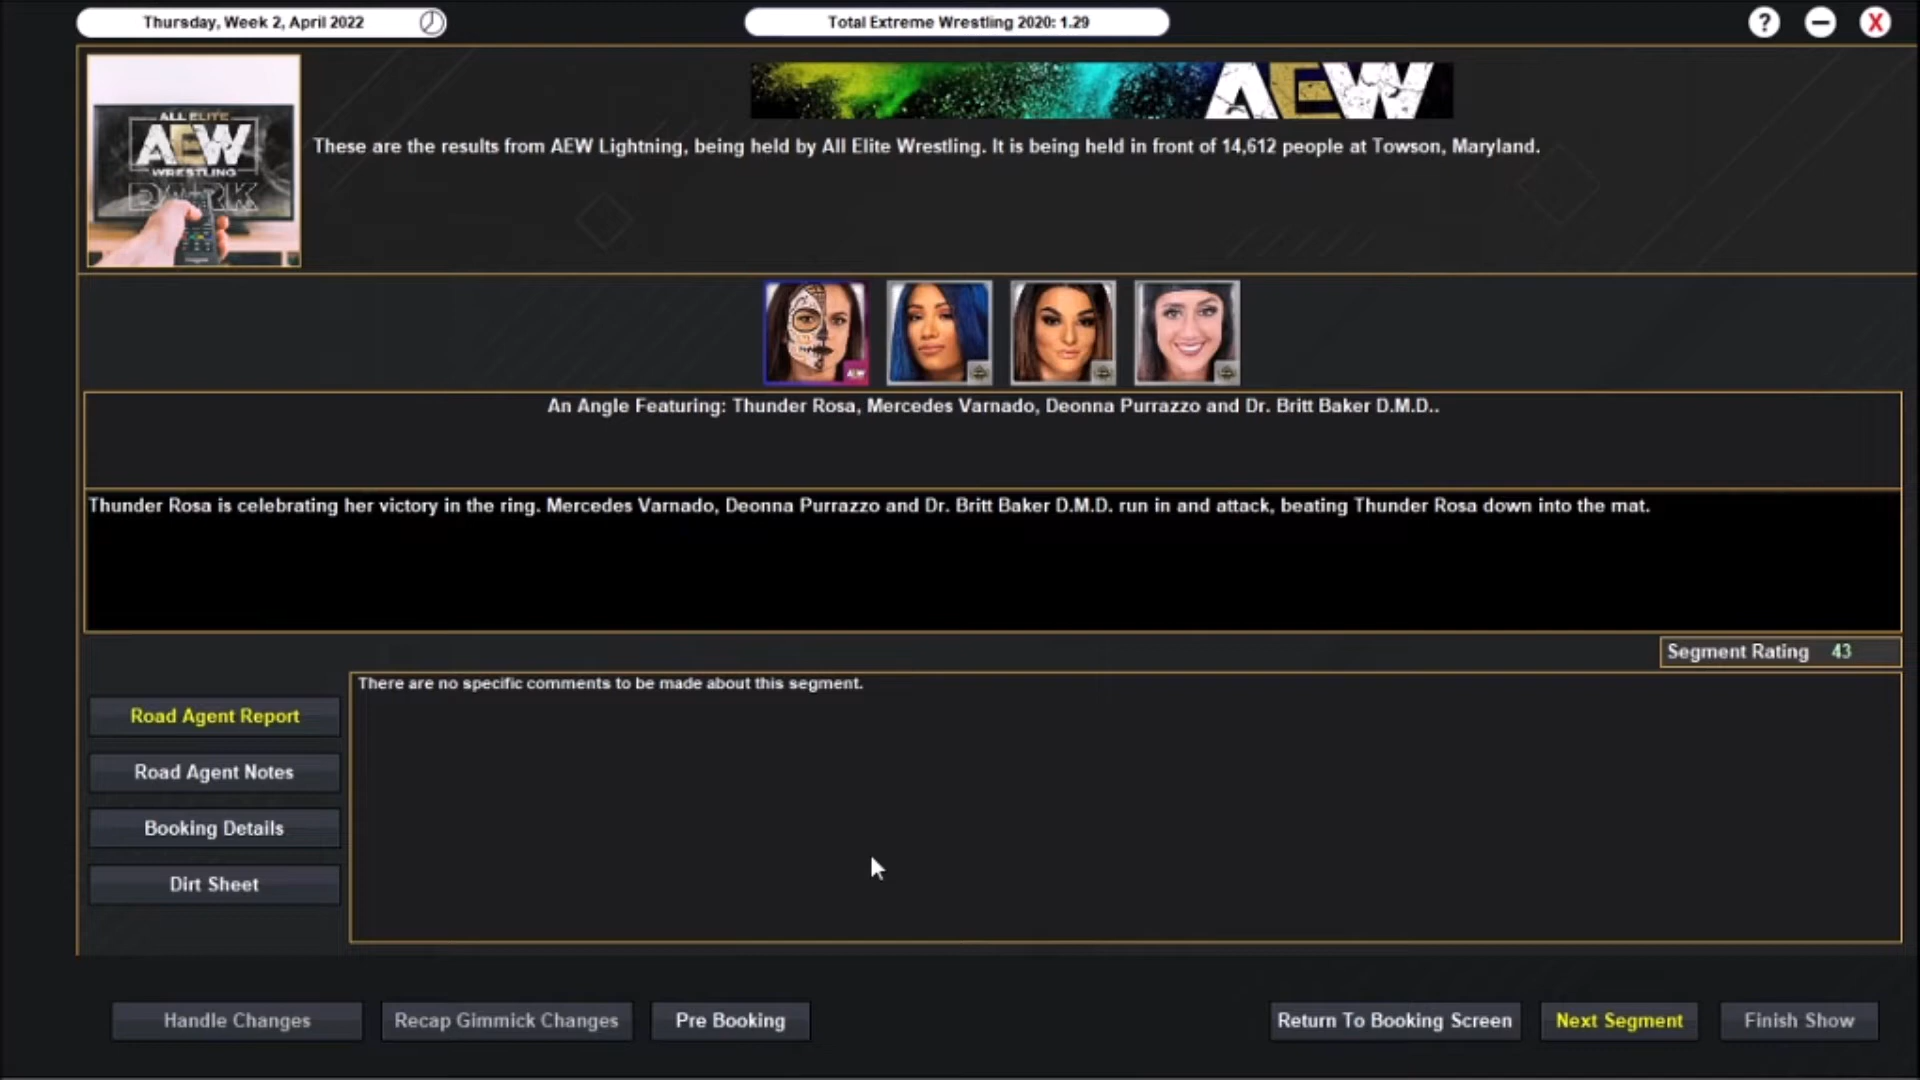 Thursday, Week 2, April 2022
Total Extreme Wrestling 2020: 1.29
?
X
AEW
ALL ELITE
AEW
WRESTLING
DARK
These are the results from AEW Lightning, being held by All Elite Wrestling. It is being held in front of 14,612 people at Towson, Maryland.
AEW
An Angle Featuring: Thunder Rosa, Mercedes Varnado, Deonna Purrazzo and Dr. Britt Baker D.M.D..
Thunder Rosa is celebrating her victory in the ring. Mercedes Varnado, Deonna Purrazzo and Dr. Britt Baker D.M.D. run in and attack, beating Thunder Rosa down into the mat.
Segment Rating 43
There are no specific comments to be made about this segment.
Road Agent Report
Road Agent Notes
Booking Details
Dirt Sheet
Handle Changes
Recap Gimmick Changes
Pre Booking
Return To Booking Screen
Next Segment
Finish Show